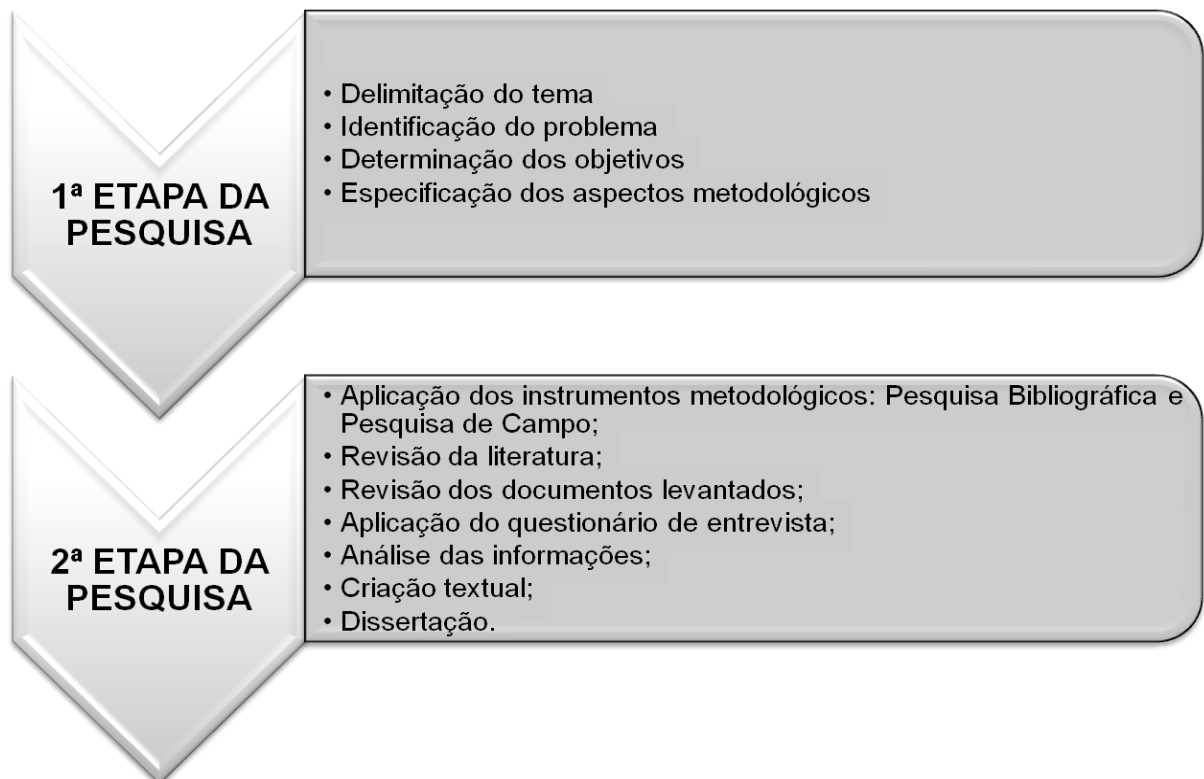 1ª ETAPA DA
PESQUISA
• Delimitação do tema
• Identificação do problema
• Determinação dos objetivos
• Especificação dos aspectos metodológicos
2ª ETAPA DA
PESQUISA
• Aplicação dos instrumentos metodológicos: Pesquisa Bibliográfica e
Pesquisa de Campo;
• Revisão da literatura;
• Revisão dos documentos levantados;
• Aplicação do questionário de entrevista;
• Análise das informações;
• Criação textual;
• Dissertação.